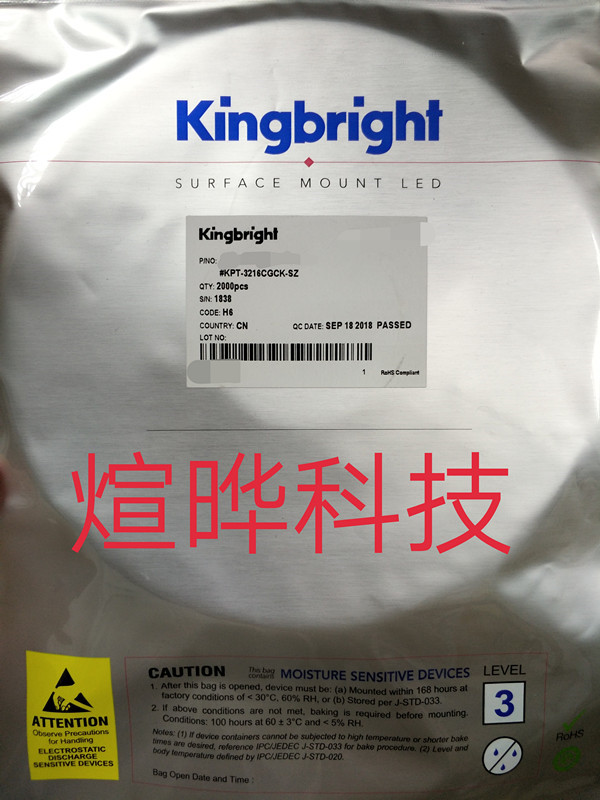 Kingbright
SURFACE MOUNT LED
Kingbright
P/NO:
#KPT-3216CGCK-SZ
QTY: 2000pcs
S/N: 1838
CODE: H6
COUNTRY: CN QC DATE: SEP 18 2018 PASSED
LOT NO:
1 RoHS Compliant
煊晔科技
ATTENTION
Observe Precautions
for Handling
ELECTROSTATIC
DISCHARGE
SENSITIVE DEVICES
CAUTION This bag contains MOISTURE SENSITIVE DEVICES
1. After this bag is opened, device must be: (a) Mounted within 168 hours at
factory conditions of < 30°C, 60% RH, or (b) Stored per J-STD-033.
2. If above conditions are not met, baking is required before mounting.
Conditions: 100 hours at 60 ± 3°C and < 5% RH.
Notes: (1) If device containers cannot be subjected to high temperature or shorter bake
times are desired, reference IPC/JEDEC J-STD-033 for bake procedure. (2) Level and
body temperature defined by IPC/JEDEC J-STD-020.
Bag Open Date and Time :
LEVEL
3
RoHS